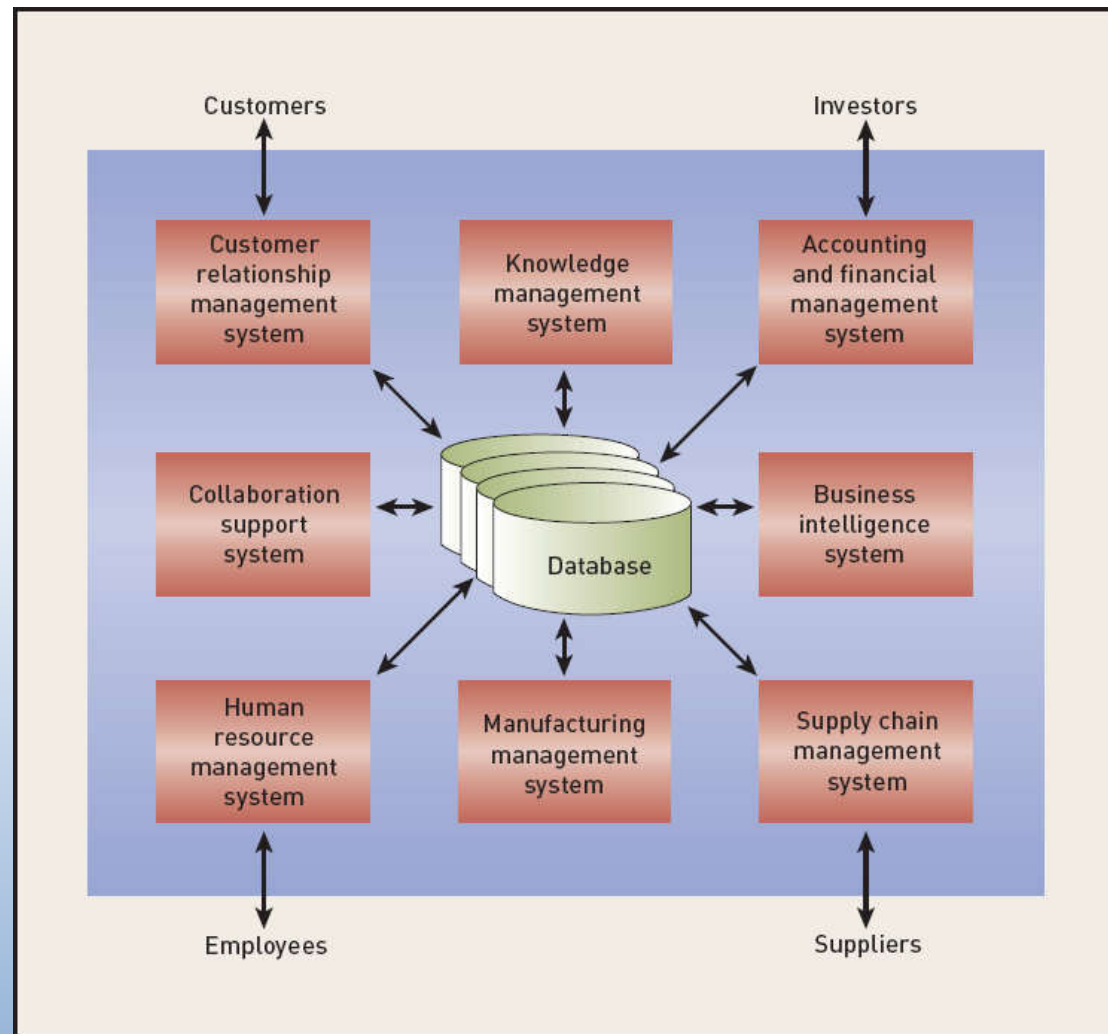 Customers
Investors
Customer
relationship
management
system
Knowledge
management
system
Accounting
and financial
management
system
Collaboration
support
system
Database
Business
intelligence
system
Human
resource
management
system
Manufacturing
management
system
Supply chain
management
system
Employees
Suppliers